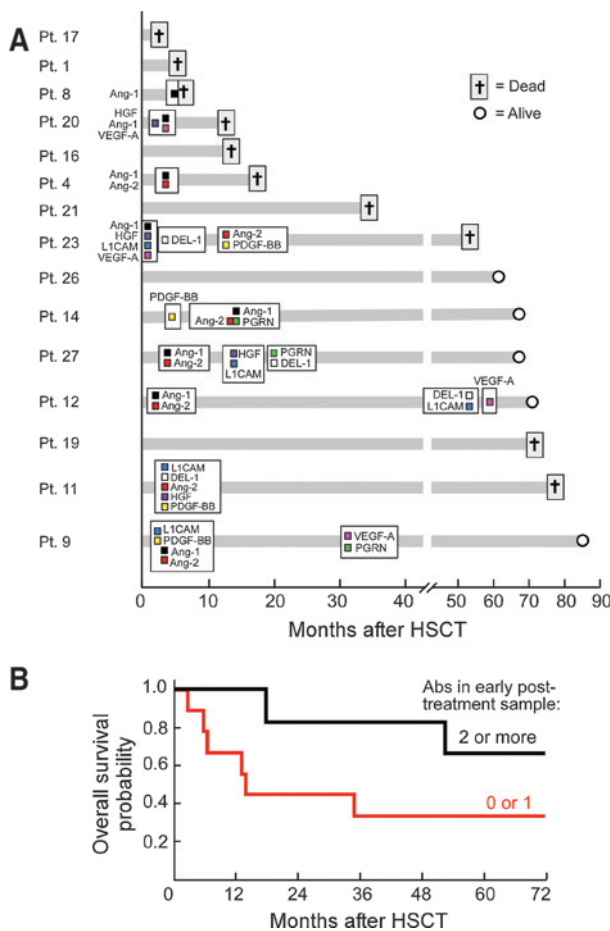 A
Pt. 17
Pt. 1
= Dead
Pt. 8 Ang-1
= Alive
Pt. 20 HGF
Ang-1
VEGF-A
Pt. 16
Pt. 4 Ang-1
Ang-2
Pt. 21
Pt. 23 Ang-1
HGF
L1CAM
VEGF-A
DEL-1
Ang-2
PDGF-BB
Pt. 26
Pt. 14 PDGF-BB
Ang-1
Ang-2 PGRN
Pt. 27 Ang-1
Ang-2
HGF
L1CAM
PGRN
DEL-1
Pt. 12 Ang-1
Ang-2
DEL-1
L1CAM
VEGF-A
Pt. 19
Pt. 11 L1CAM
DEL-1
Ang-2
HGF
PDGF-BB
Pt. 9 L1CAM
PDGF-BB
Ang-1
Ang-2
VEGF-A
PGRN
0 10 20 30 40 50 60 70 80 90
Months after HSCT
B
Overall survival
probability
1.0
0.8
0.6
0.4
0.2
Abs in early post-
treatment sample:
2 or more
0 or 1
0 12 24 36 48 60 72
Months after HSCT